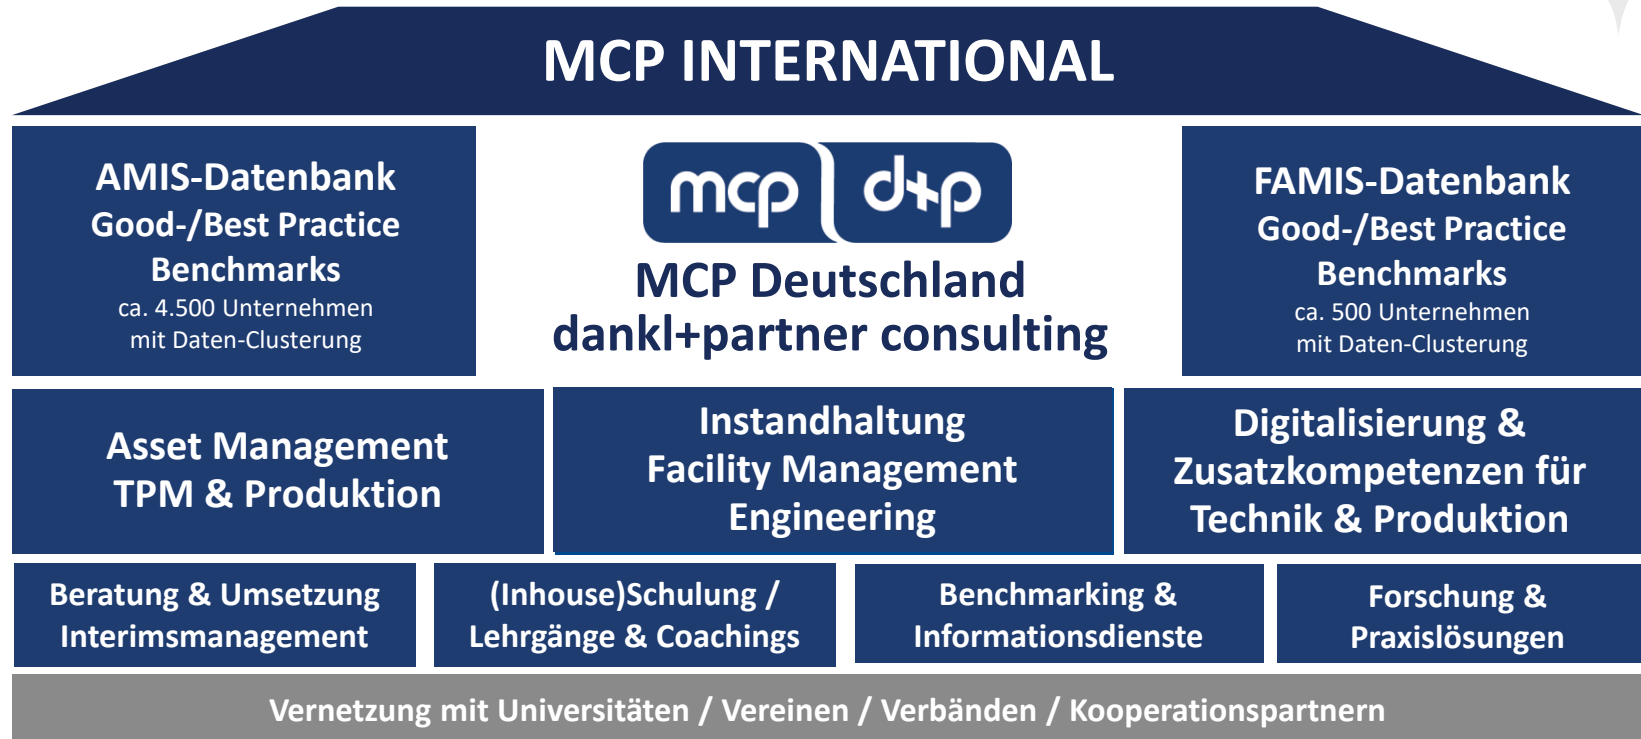 MCP INTERNATIONAL
AMIS-Datenbank
Good-/Best Practice
Benchmarks
ca. 4.500 Unternehmen
mit Daten-Clusterung
mcp d+p
MCP Deutschland
dankl+partner consulting
FAMIS-Datenbank
Good-/Best Practice
Benchmarks
ca. 500 Unternehmen
mit Daten-Clusterung
Asset Management
TPM & Produktion
Instandhaltung
Facility Management
Engineering
Digitalisierung &
Zusatzkompetenzen für
Technik & Produktion
Beratung & Umsetzung
Interimsmanagement
(Inhouse)Schulung /
Lehrgänge & Coachings
Benchmarking &
Informationsdienste
Forschung &
Praxislösungen
Vernetzung mit Universitäten / Vereinen / Verbänden / Kooperationspartnern